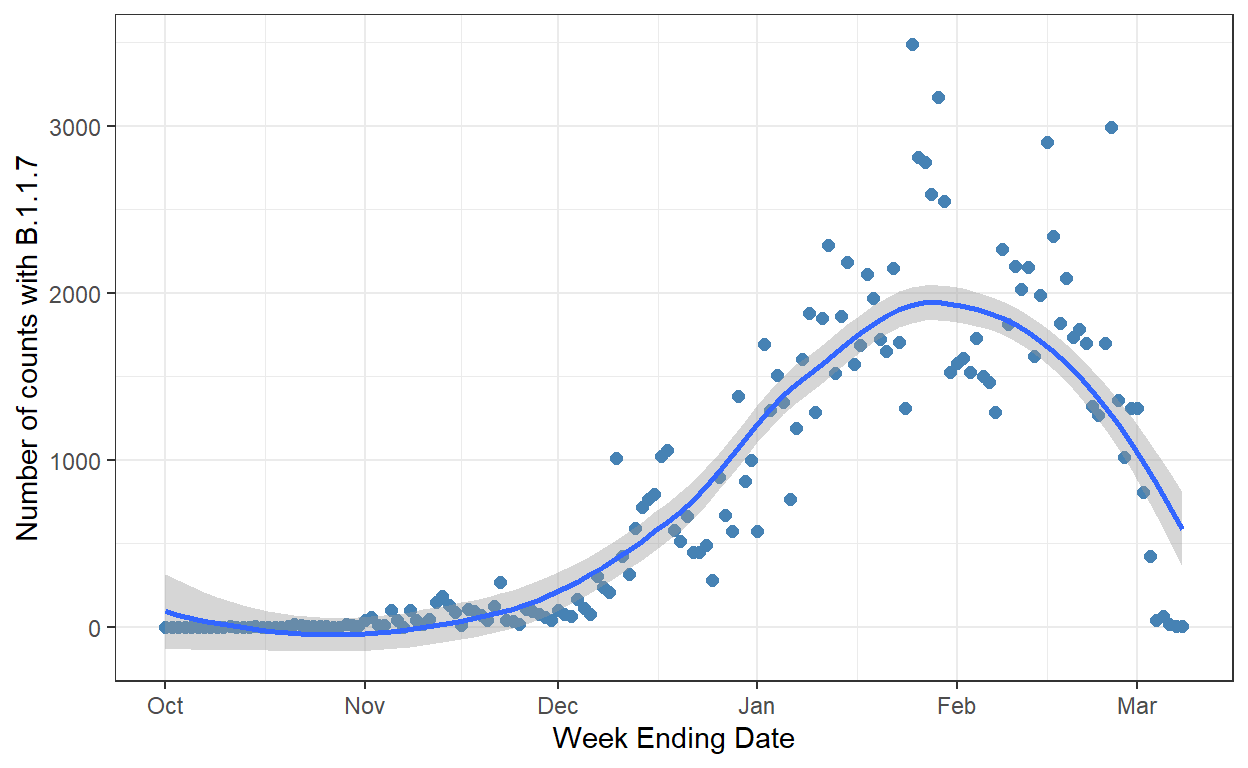 Number of counts with B.1.1.7
3000
2000
1000
0
Oct Nov Dec Jan Feb Mar
Week Ending Date